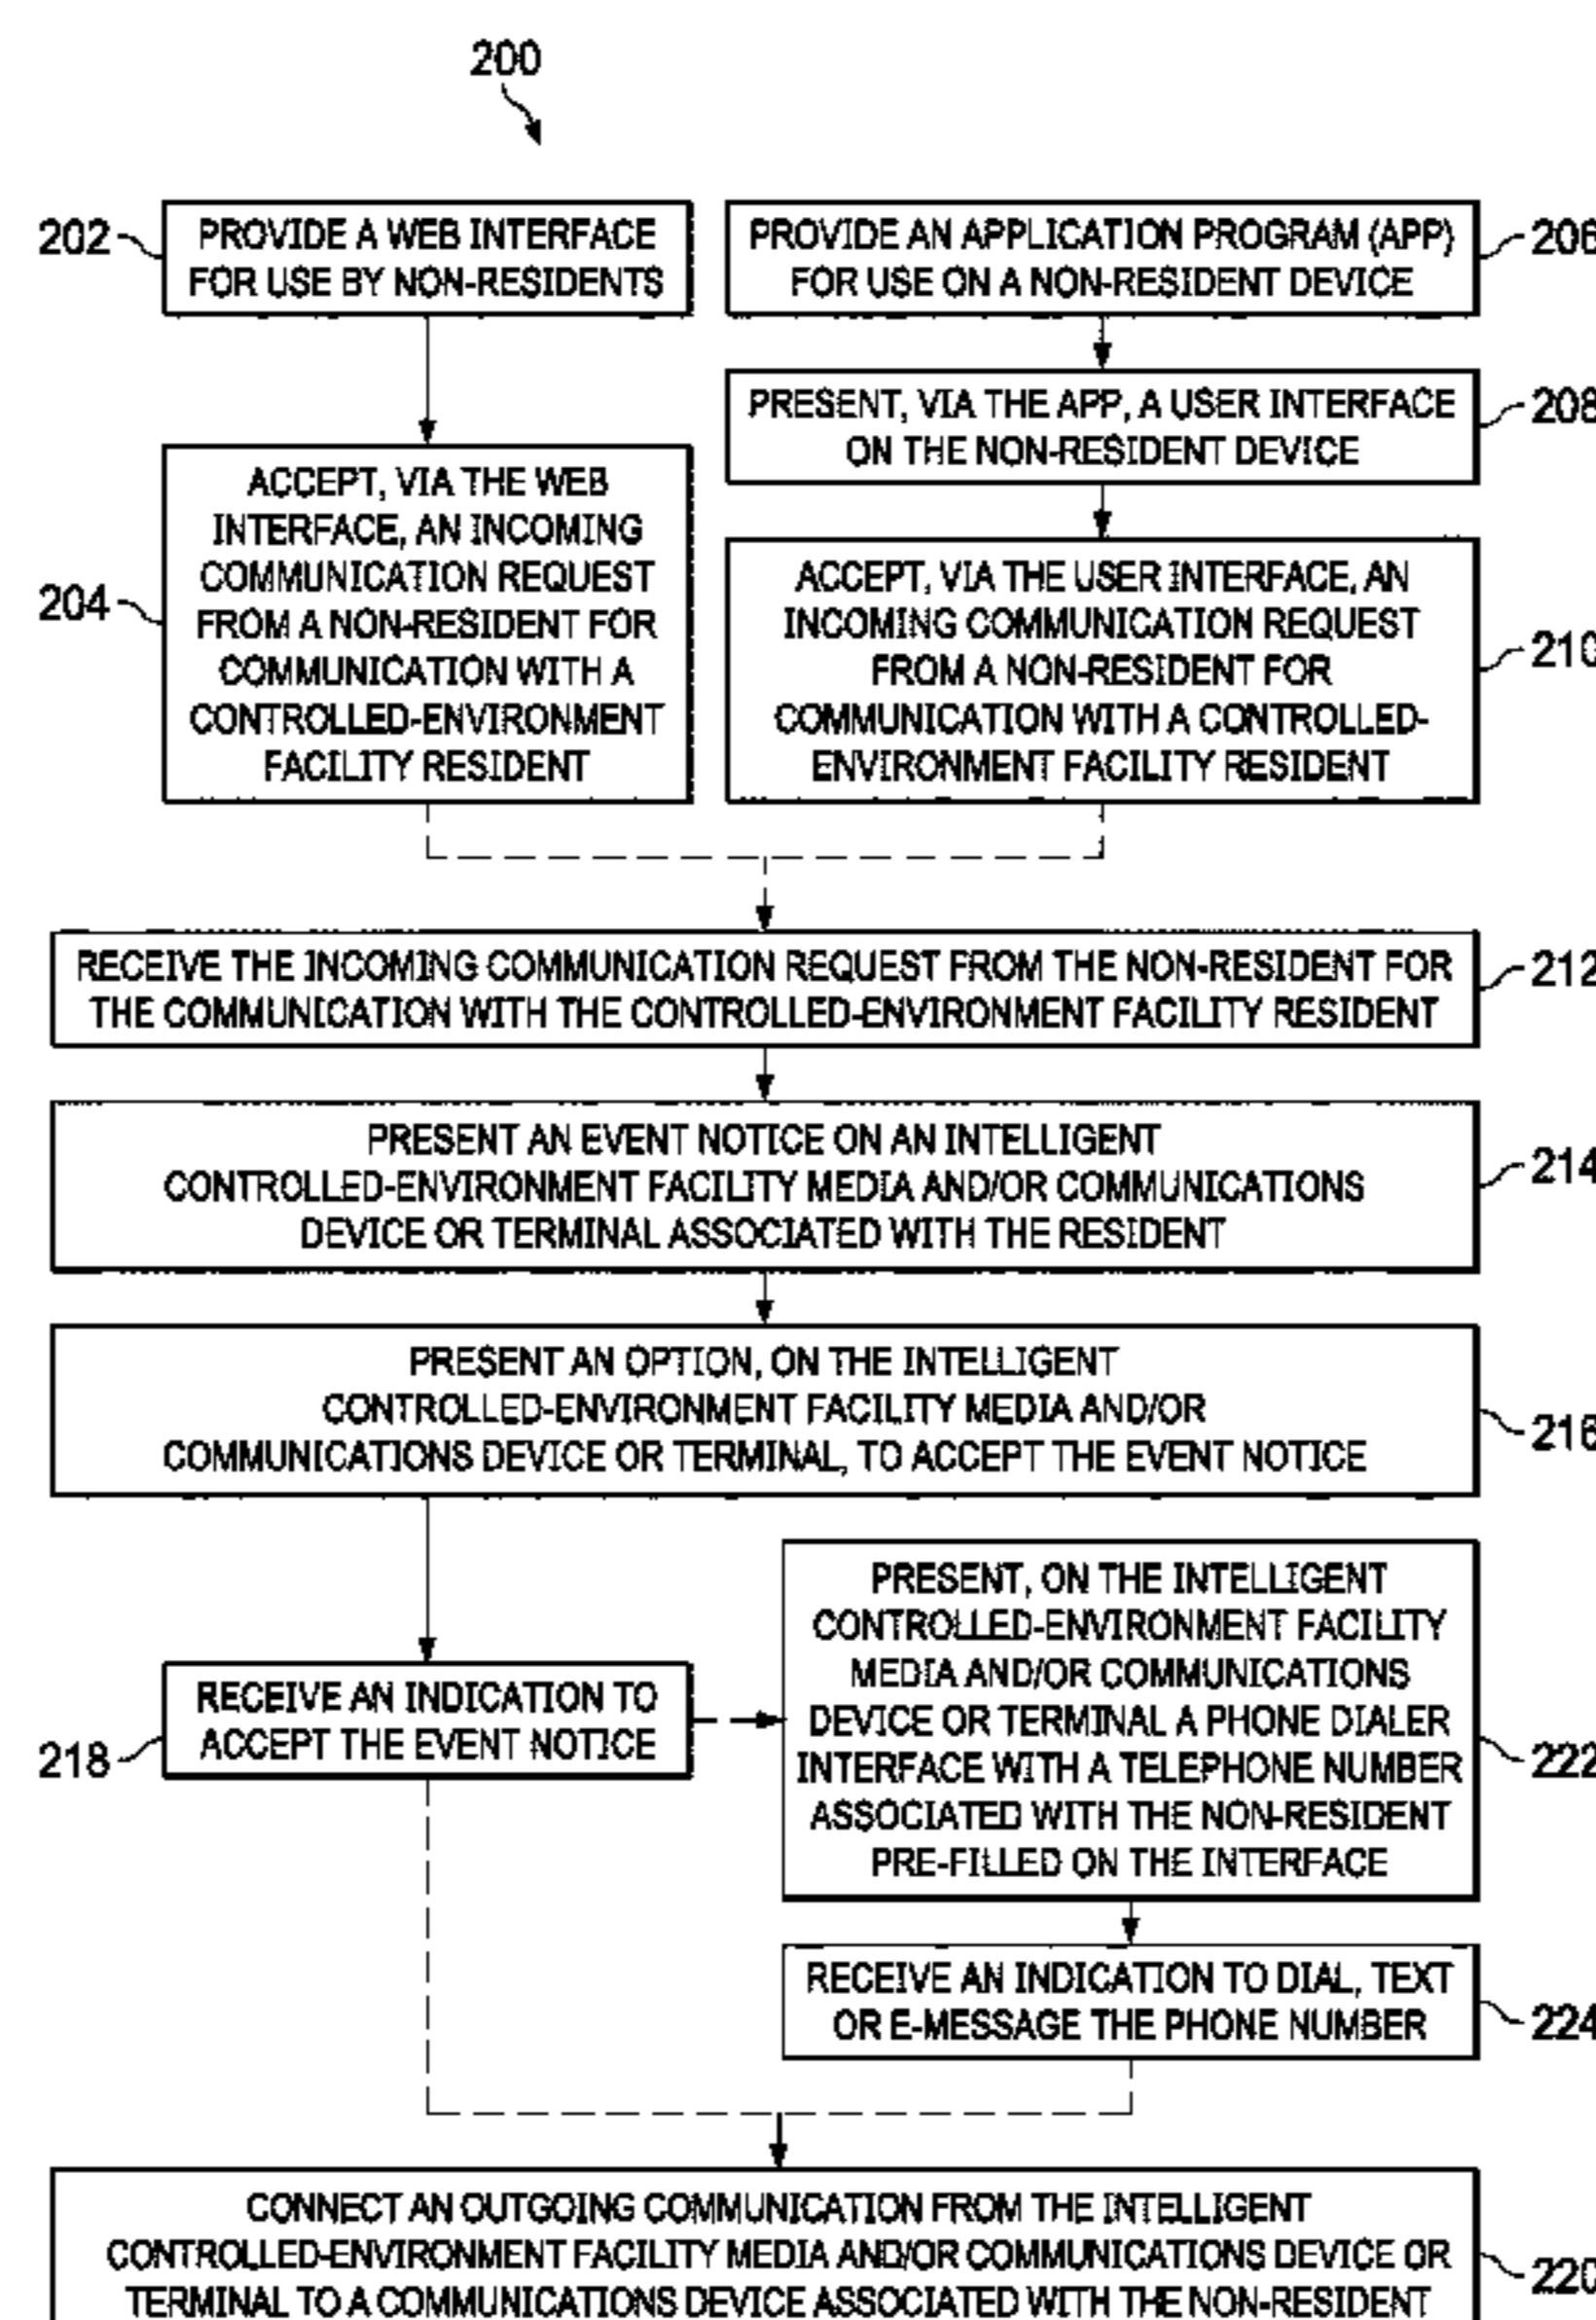 200
202
PROVIDE A WEB INTERFACE
FOR USE BY NON-RESIDENTS
PROVIDE AN APPLICATION PROGRAM (APP)
FOR USE ON A NON-RESIDENT DEVICE
206
PRESENT, VIA THE APP, A USER INTERFACE
ON THE NON-RESIDENT DEVICE
208
204
ACCEPT, VIA THE WEB
INTERFACE, AN INCOMING
COMMUNICATION REQUEST
FROM A NON-RESIDENT FOR
COMMUNICATION WITH A
CONTROLLED-ENVIRONMENT
FACILITY RESIDENT
ACCEPT, VIA THE USER INTERFACE, AN
INCOMING COMMUNICATION REQUEST
FROM A NON-RESIDENT FOR
COMMUNICATION WITH A CONTROLLED-
ENVIRONMENT FACILITY RESIDENT
210
RECEIVE THE INCOMING COMMUNICATION REQUEST FROM THE NON-RESIDENT FOR
THE COMMUNICATION WITH THE CONTROLLED-ENVIRONMENT FACILITY RESIDENT
212
PRESENT AN EVENT NOTICE ON AN INTELLIGENT
CONTROLLED-ENVIRONMENT FACILITY MEDIA AND/OR COMMUNICATIONS
DEVICE OR TERMINAL ASSOCIATED WITH THE RESIDENT
214
PRESENT AN OPTION, ON THE INTELLIGENT
CONTROLLED-ENVIRONMENT FACILITY MEDIA AND/OR
COMMUNICATIONS DEVICE OR TERMINAL, TO ACCEPT THE EVENT NOTICE
216
218
RECEIVE AN INDICATION TO
ACCEPT THE EVENT NOTICE
PRESENT, ON THE INTELLIGENT
CONTROLLED-ENVIRONMENT FACILITY
MEDIA AND/OR COMMUNICATIONS
DEVICE OR TERMINAL A PHONE DIALER
INTERFACE WITH A TELEPHONE NUMBER
ASSOCIATED WITH THE NON-RESIDENT
PRE-FILLED ON THE INTERFACE
222
RECEIVE AN INDICATION TO DIAL, TEXT
OR E-MESSAGE THE PHONE NUMBER
224
CONNECT AN OUTGOING COMMUNICATION FROM THE INTELLIGENT
CONTROLLED-ENVIRONMENT FACILITY MEDIA AND/OR COMMUNICATIONS DEVICE OR
TERMINAL TO A COMMUNICATIONS DEVICE ASSOCIATED WITH THE NON-RESIDENT
220